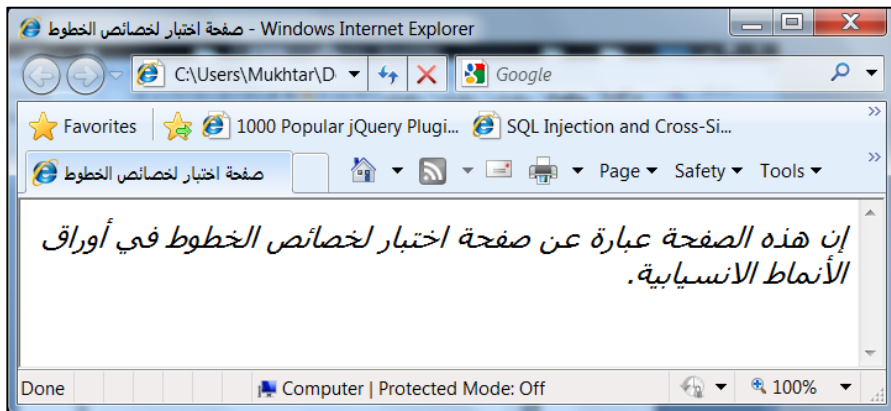 صفحة اختبار لخصائص الخطوط - Windows Internet Explorer
C:\Users\Mukhtar\D
Google
Favorites 1000 Popular jQuery Plugi... SQL Injection and Cross-Si...
صفحة اختبار لخصائص الخطوط Page Safety Tools
إن هذه الصفحة عبارة عن صفحة اختبار لخصائص الخطوط في أوراق
الأنماط الانسيابية.
Done Computer | Protected Mode: Off 100%